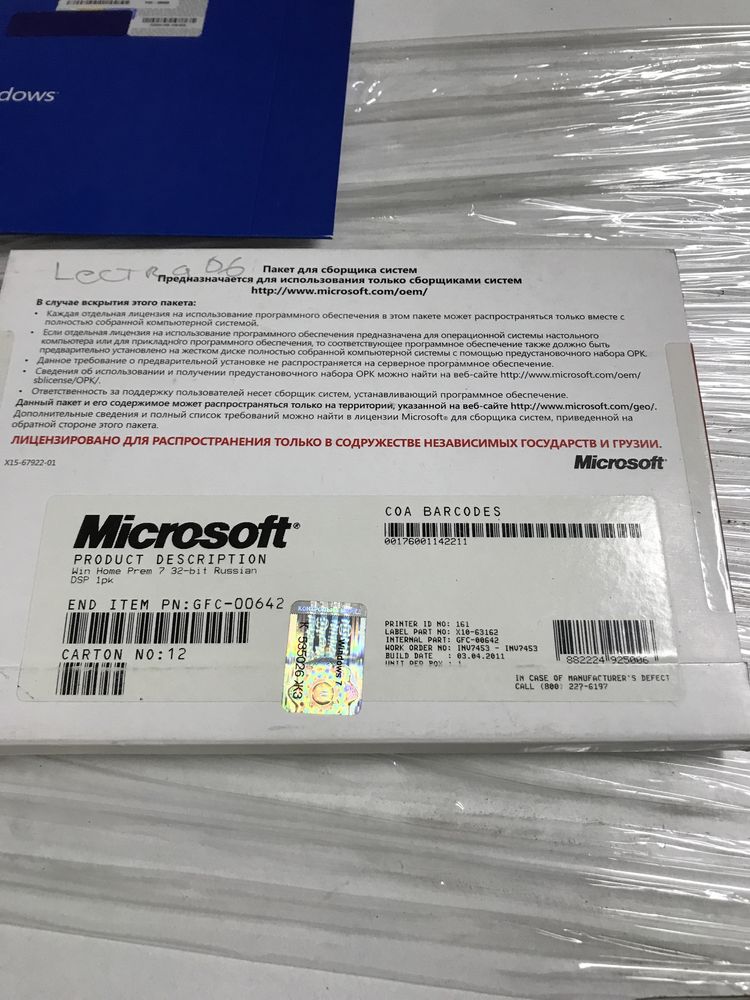 dows
Lectra 06
Пакет для сборщика систем
Предназначается для использования только сборщиками систем
http://www.microsoft.com/oem/
В случае вскрытия этого пакета:
• Каждая отдельная лицензия на использование программного обеспечения в этом пакете может распространяться только вместе с
полностью собранной компьютерной системой.
• Если отдельная лицензия на использование программного обеспечения предназначена для операционной системы настольного
компьютера или для прикладного программного обеспечения, то соответствующее программное обеспечение также должно быть
предварительно установлено на жестком диске полностью собранной компьютерной системы с помощью предустановочного набора OPK.
• Данное требование о предварительной установке не распространяется на серверное программное обеспечение.
• Сведения об использовании и получении предустановочного набора OPK можно найти на веб-сайте http://www.microsoft.com/oem/
sblicense/OPK/.
• Ответственность за поддержку пользователей несет сборщик систем, устанавливающий программное обеспечение.
Данный пакет и его содержимое может распространяться только на территории, указанной на веб-сайте http://www.microsoft.com/geo/.
Дополнительные сведения и полный список требований можно найти в лицензии Microsoft® для сборщика систем, приведенной на
обратной стороне этого пакета.
ЛИЦЕНЗИРОВАНО ДЛЯ РАСПРОСТРАНЕНИЯ ТОЛЬКО В СОДРУЖЕСТВЕ НЕЗАВИСИМЫХ ГОСУДАРСТВ И ГРУЗИИ.
X15-67922-01
Microsoft
Microsoft®
PRODUCT DESCRIPTION
Win Home Prem 7 32-bit Russian
DSP 1pk
END ITEM PN:GFC-00642
CARTON NO:12
COA BARCODES
00176001142211
Windows 7
K 535026 ЖЗ
PRINTER ID NO: 161
LABEL PART NO: X10-63162
INTERNAL PART: GFC-00642
WORK ORDER NO: INV7453 - INV7453
BUILD DATE : 03.04.2011
UNIT PER BOX : 1
882224 925006
IN CASE OF MANUFACTURER'S DEFECT
CALL (800) 227-6197